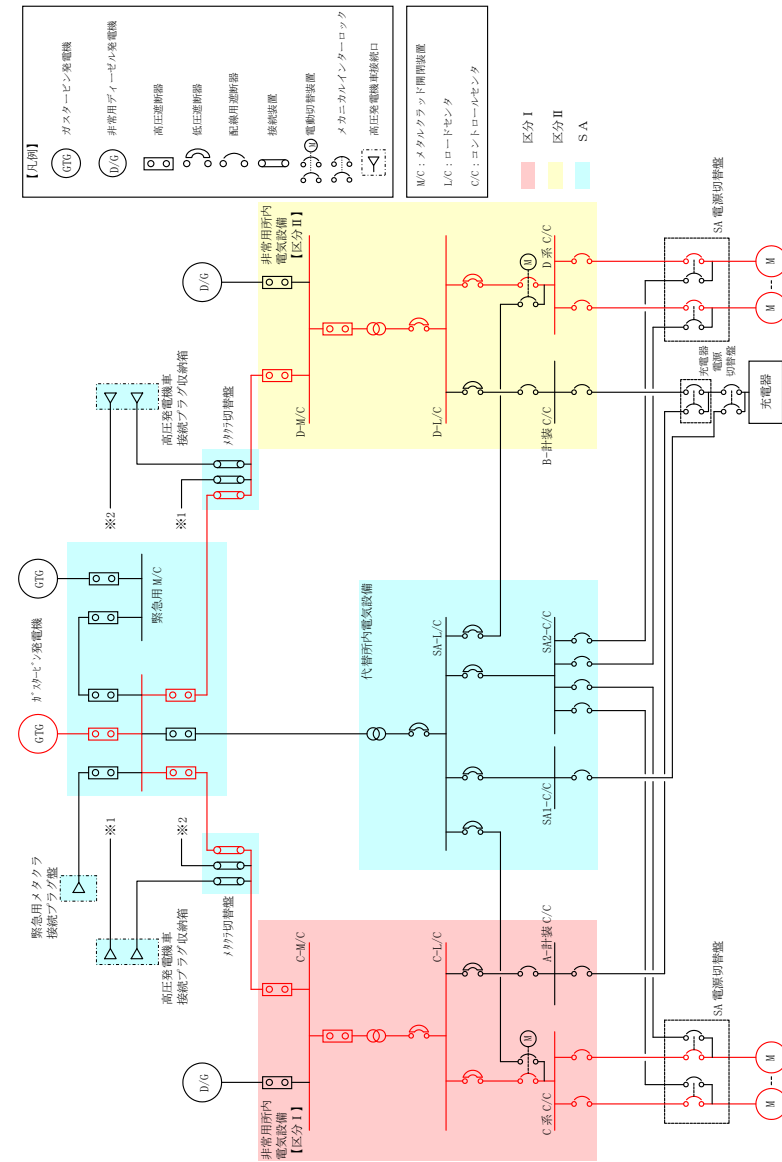 【凡例】
GTG
ガスタービン発電機
D/G
非常用ディーゼル発電機
高圧遮断器
低圧遮断器
配線用遮断器
接続装置
M
電動切替装置
メカニカルインターロック
高圧発電機車接続口
M/C：メタルクラッド開閉装置
L/C：ロードセンタ
C/C：コントロールセンタ
区分Ⅰ
区分Ⅱ
SA
緊急用メタクラ
接続プラグ盤
GTG
ｶﾞｽﾀｰﾋﾞﾝ発電機
GTG
緊急用 M/C
高圧発電機車
接続プラグ収納箱
※1
※2
ﾒﾀｸﾗ切替盤
高圧発電機車
接続プラグ収納箱
※2
※1
ﾒﾀｸﾗ切替盤
D/G
非常用所内
電気設備
【区分Ⅰ】
C-M/C
C-L/C
M
C 系 C/C
A-計装 C/C
代替所内電気設備
SA-L/C
SA1-C/C
SA2-C/C
D/G
非常用所内
電気設備
【区分Ⅱ】
D-M/C
D-L/C
M
B-計装 C/C
D 系 C/C
SA 電源切替盤
M
M
充電器
電源
切替盤
充電器
SA 電源切替盤
M
M